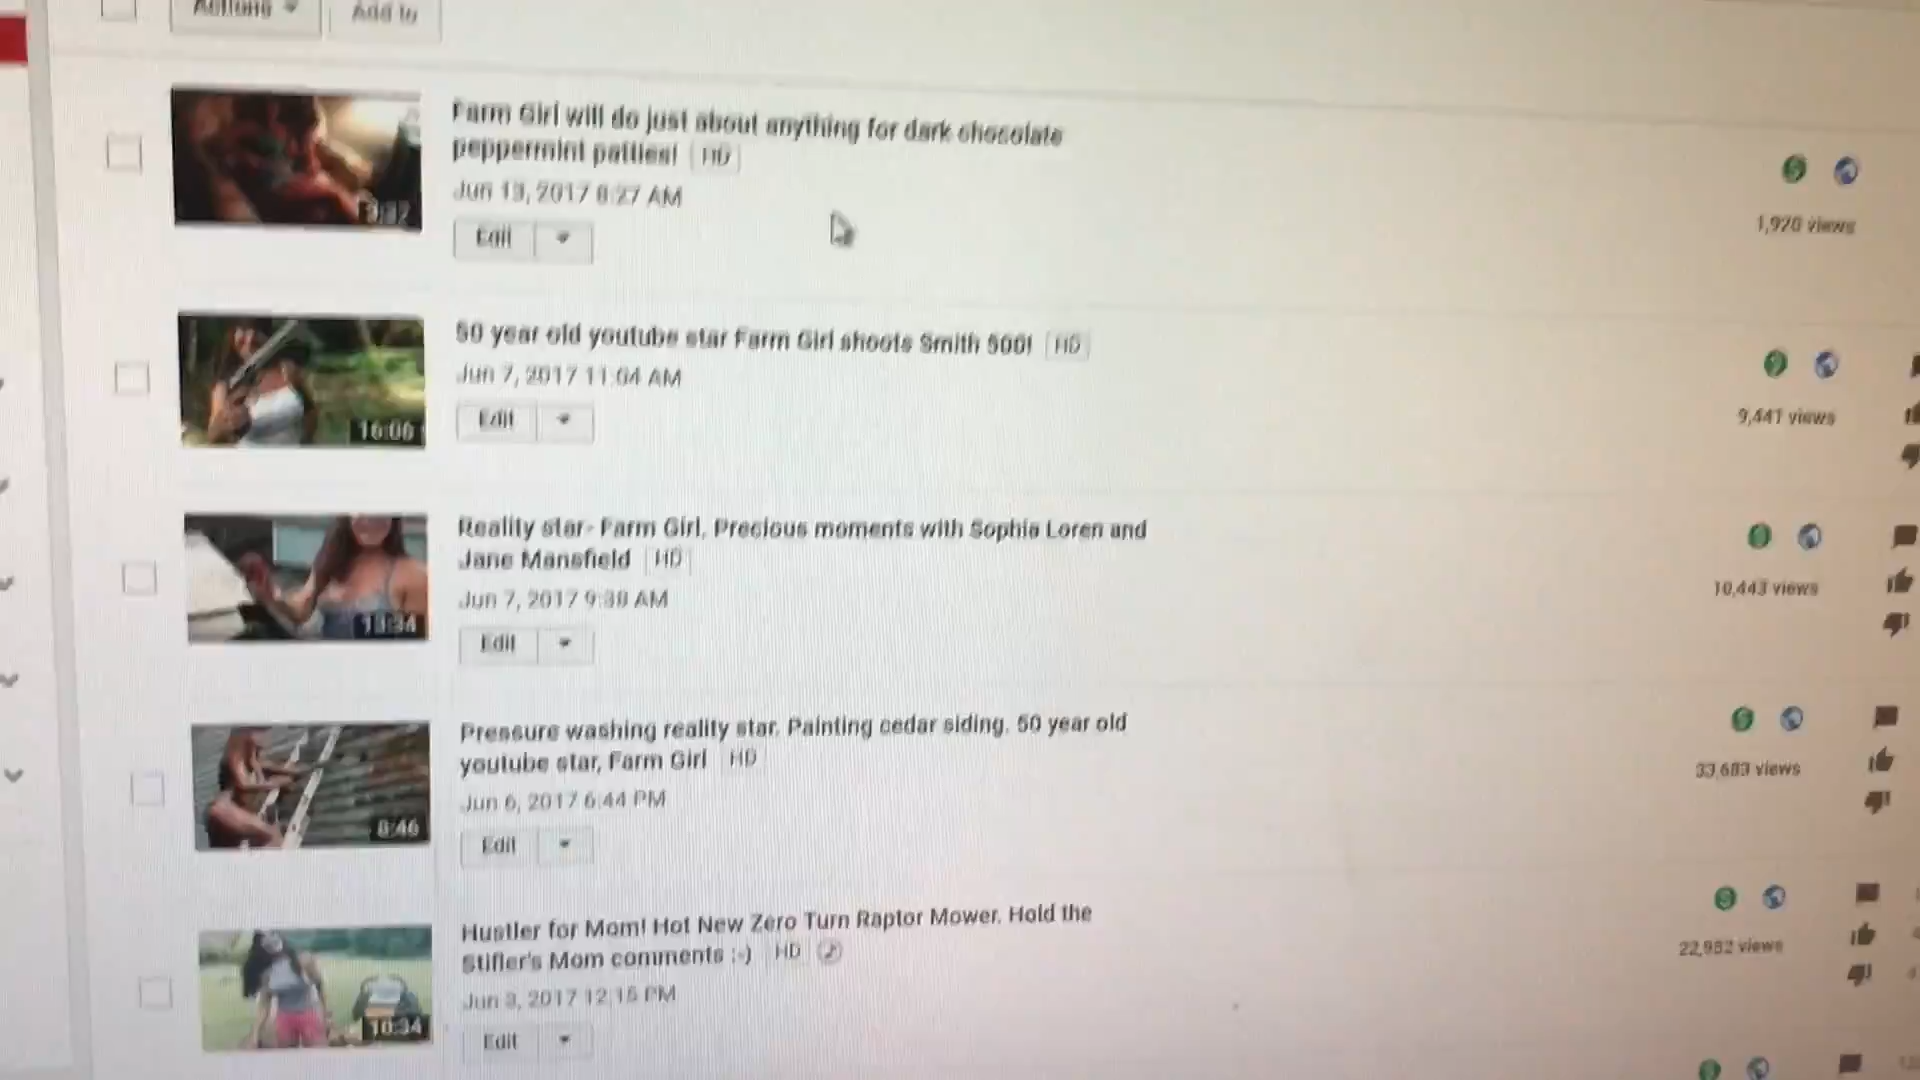 Actions
Add to
Farm Girl will do just about anything for dark chocolate
peppermint patties! HD
Jun 13, 2017 8:27 AM
Edit
1,920 views
50 year old youtube star Farm Girl shoots Smith 500! HD
Jun 7, 2017 11:04 AM
16:06
Edit
9,441 views
Reality star- Farm Girl, Precious moments with Sophia Loren and
Jane Mansfield HD
Jun 7, 2017 9:38 AM
13:34
Edit
10,443 views
Pressure washing reality star. Painting cedar siding. 50 year old
youtube star, Farm Girl HD
Jun 6, 2017 6:44 PM
8:46
Edit
33,683 views
Hustler for Mom! Hot New Zero Turn Raptor Mower. Hold the
Stifler's Mom comments :-) HD
Jun 3, 2017 12:15 PM
10:34
Edit
22,982 views